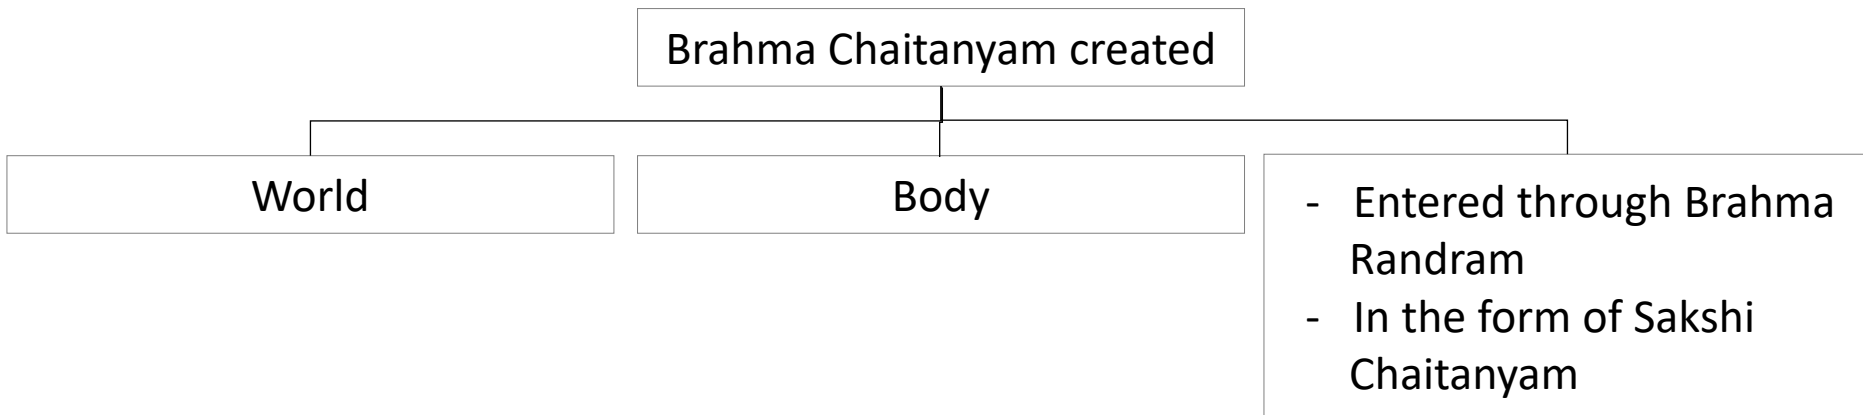 Brahma Chaitanyam created
World
Body
- Entered through Brahma
Randram
- In the form of Sakshi
Chaitanyam